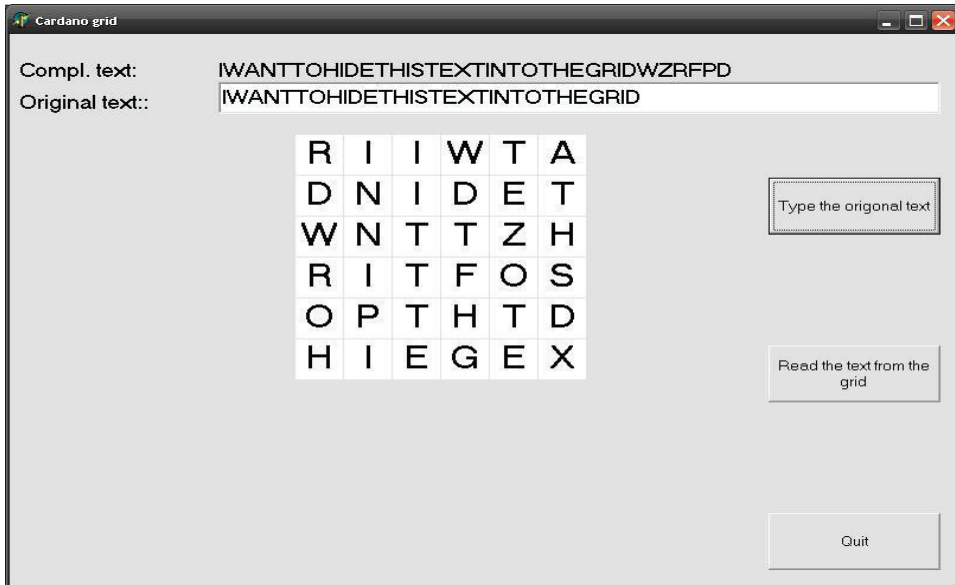 Cardano grid
Compl. text: IWANTTOHIDETHISTEXTINTOTHEGRIDWZRFPD
Original text:: IWANTTOHIDETHISTEXTINTOTHEGRID
R I I W T A
D N I D E T
W N T T Z H
R I T F O S
O P T H T D
H I E G E X
Type the origonal text
Read the text from the
grid
Quit